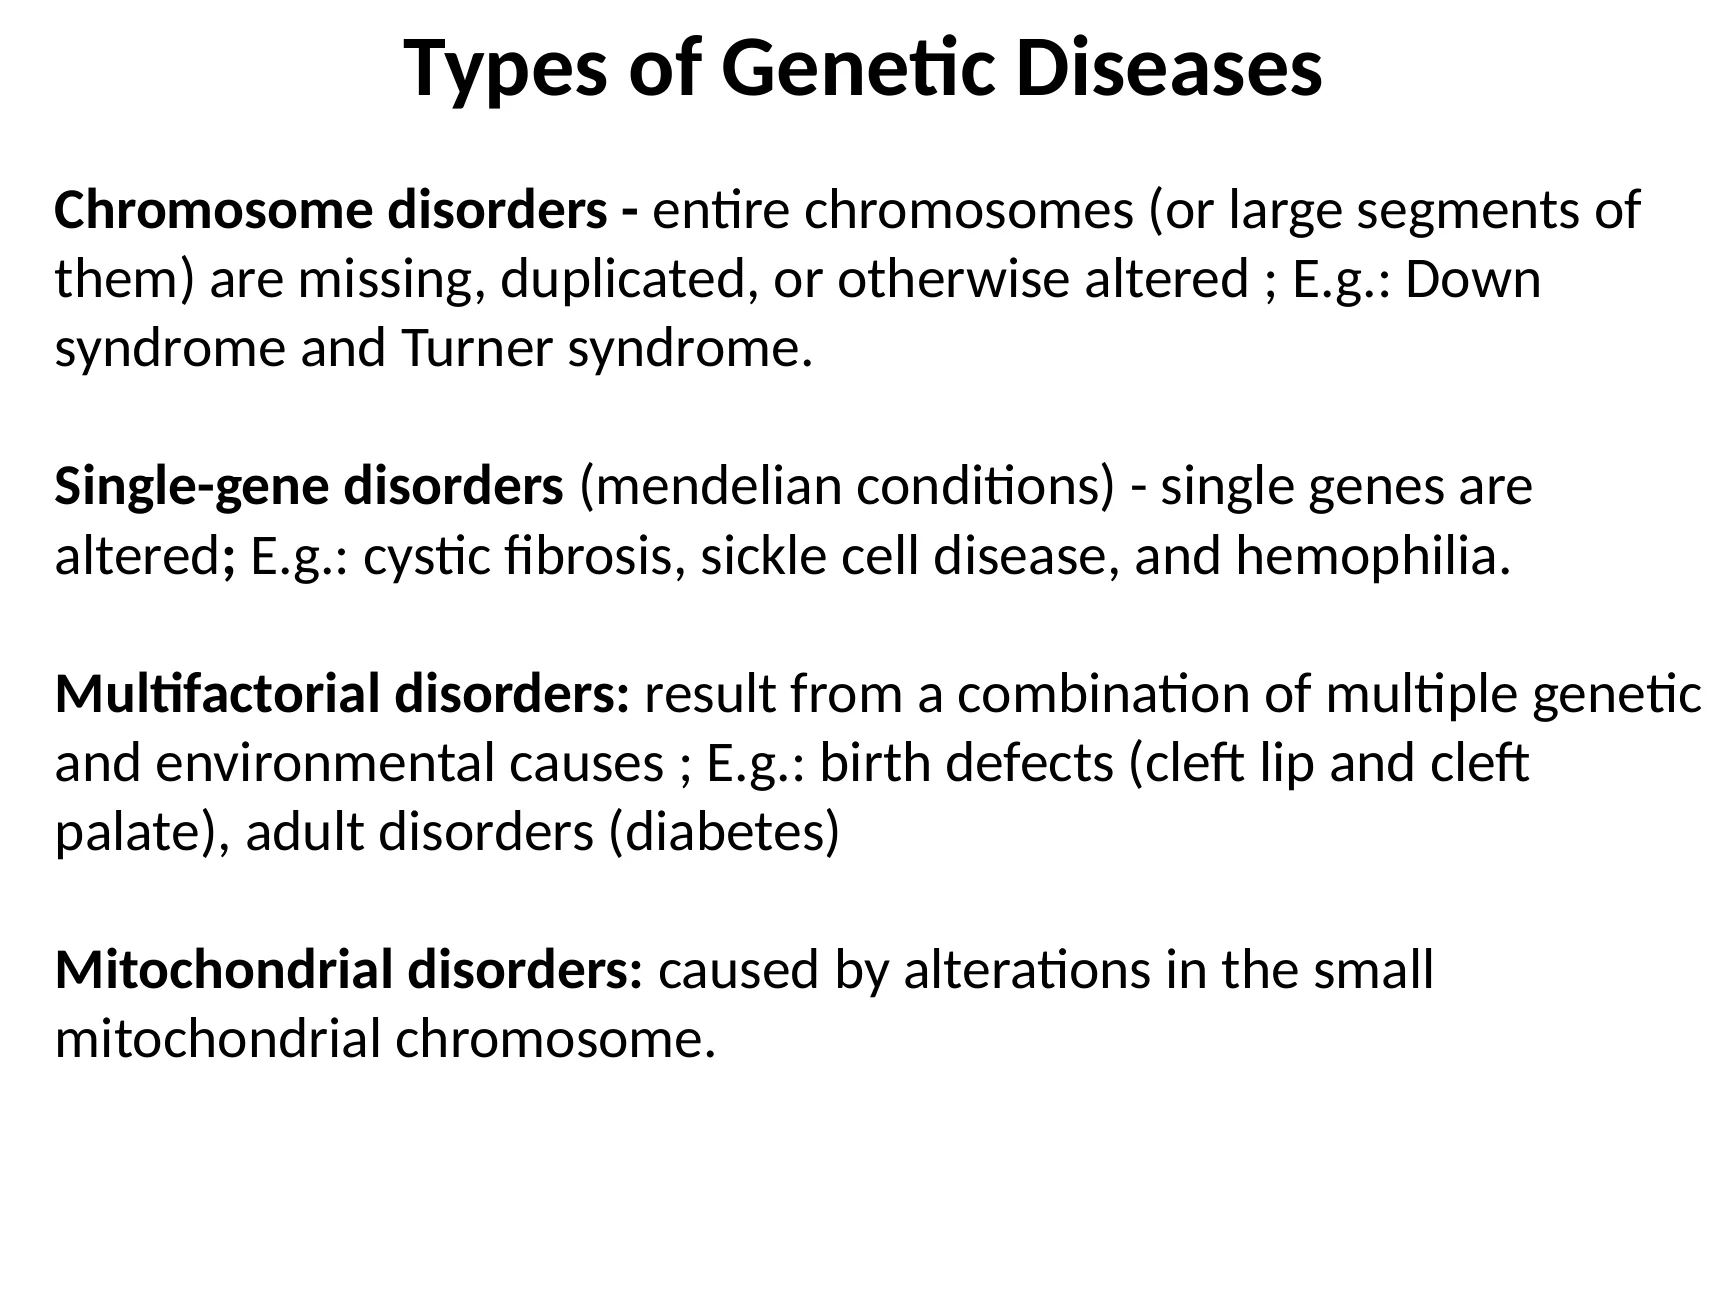 Types of Genetic Diseases
Chromosome disorders - entire chromosomes (or large segments of
them) are missing, duplicated, or otherwise altered ; E.g.: Down
syndrome and Turner syndrome.
Single-gene disorders (mendelian conditions) - single genes are
altered; E.g.: cystic fibrosis, sickle cell disease, and hemophilia.
Multifactorial disorders: result from a combination of multiple genetic
and environmental causes ; E.g.: birth defects (cleft lip and cleft
palate), adult disorders (diabetes)
Mitochondrial disorders: caused by alterations in the small
mitochondrial chromosome.